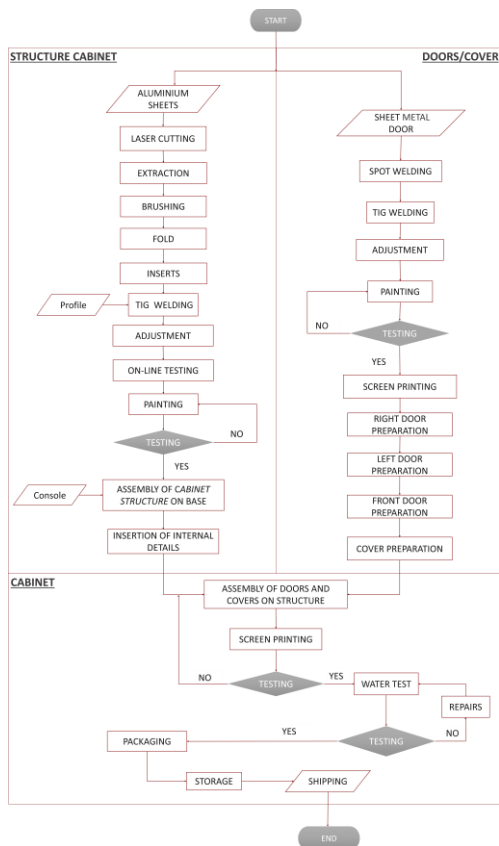 START
STRUCTURE CABINET
DOORS/COVER
ALUMINIUM
SHEETS
LASER CUTTING
EXTRACTION
BRUSHING
FOLD
INSERTS
Profile
TIG WELDING
ADJUSTMENT
ON-LINE TESTING
PAINTING
TESTING
NO
YES
Console
ASSEMBLY OF CABINET
STRUCTURE ON BASE
INSERTION OF INTERNAL
DETAILS
SHEET METAL
DOOR
SPOT WELDING
TIG WELDING
ADJUSTMENT
PAINTING
NO
TESTING
YES
SCREEN PRINTING
RIGHT DOOR
PREPARATION
LEFT DOOR
PREPARATION
FRONT DOOR
PREPARATION
COVER PREPARATION
CABINET
ASSEMBLY OF DOORS AND
COVERS ON STRUCTURE
SCREEN PRINTING
NO
TESTING
YES
WATER TEST
REPAIRS
YES
TESTING
NO
PACKAGING
STORAGE
SHIPPING
END